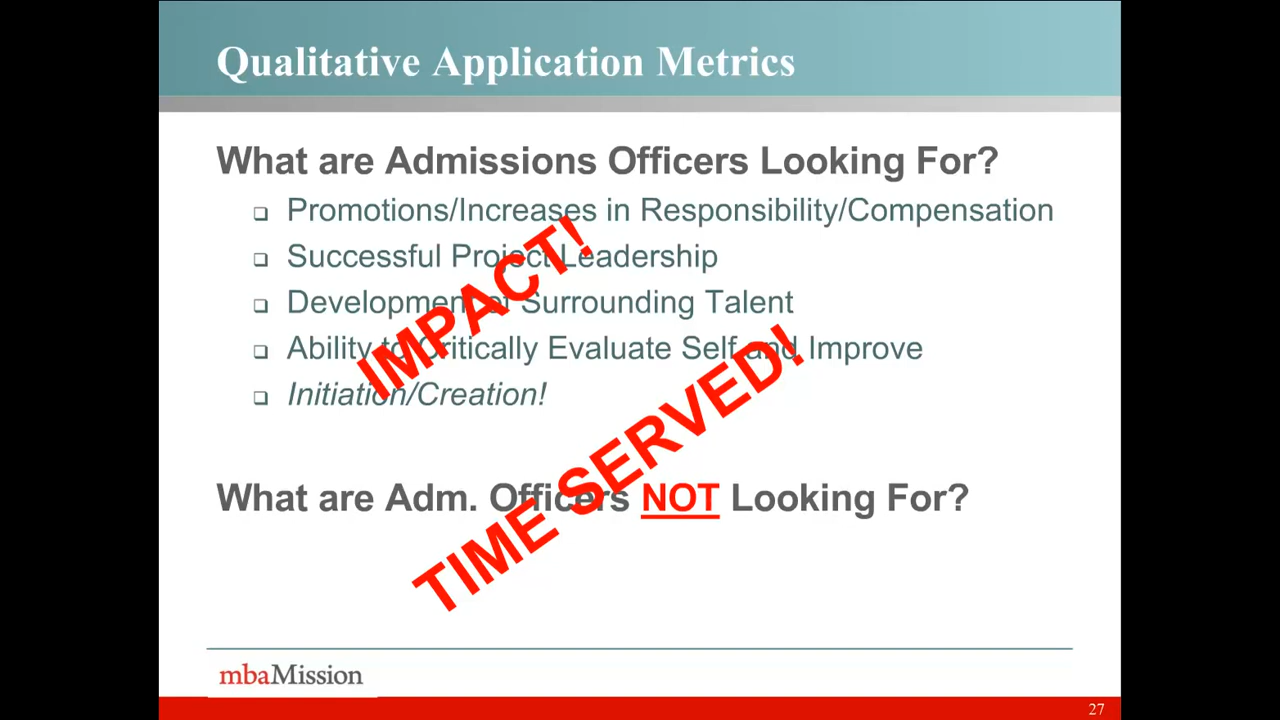 Qualitative Application Metrics
What are Admissions Officers Looking For?
Promotions/Increases in Responsibility/Compensation
Successful Project Leadership
Development of Surrounding Talent
Ability to Critically Evaluate Self and Improve
Initiation/Creation!
IMPACT!
What are Adm. Officers NOT Looking For?
TIME SERVED!
mbaMission
27